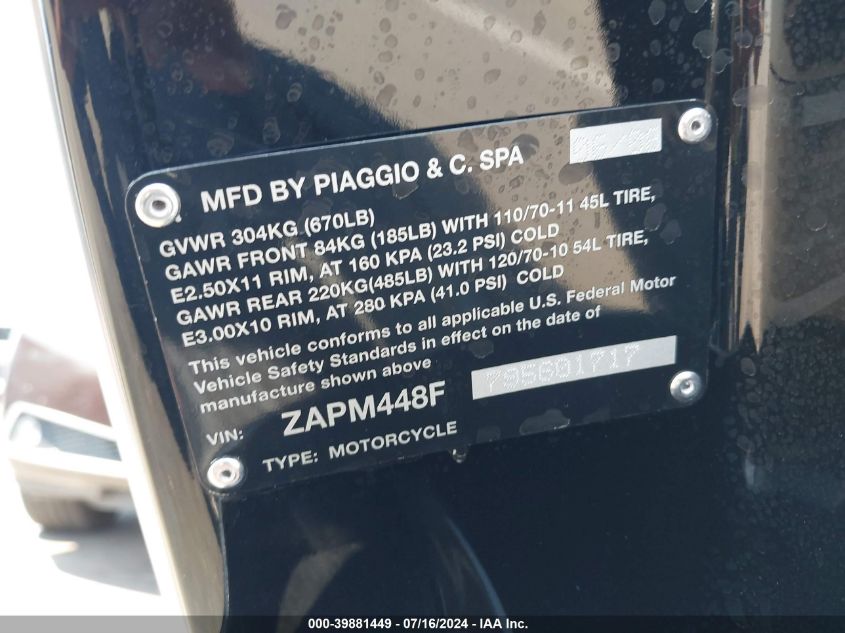 MFD BY PIAGGIO & C. SPA
GVWR 304KG (670LB)
GAWR FRONT 84KG (185LB) WITH 110/70-11 45L TIRE,
E2.50X11 RIM, AT 160 KPA (23.2 PSI) COLD
GAWR REAR 220KG(485LB) WITH 120/70-10 54L TIRE,
E3.00X10 RIM, AT 280 KPA (41.0 PSI) COLD
This vehicle conforms to all applicable U.S. Federal Motor
Vehicle Safety Standards in effect on the date of
manufacture shown above
VIN: ZAPM448F 795601717
TYPE: MOTORCYCLE
000-39881449 - 07/16/2024 - IAA Inc.